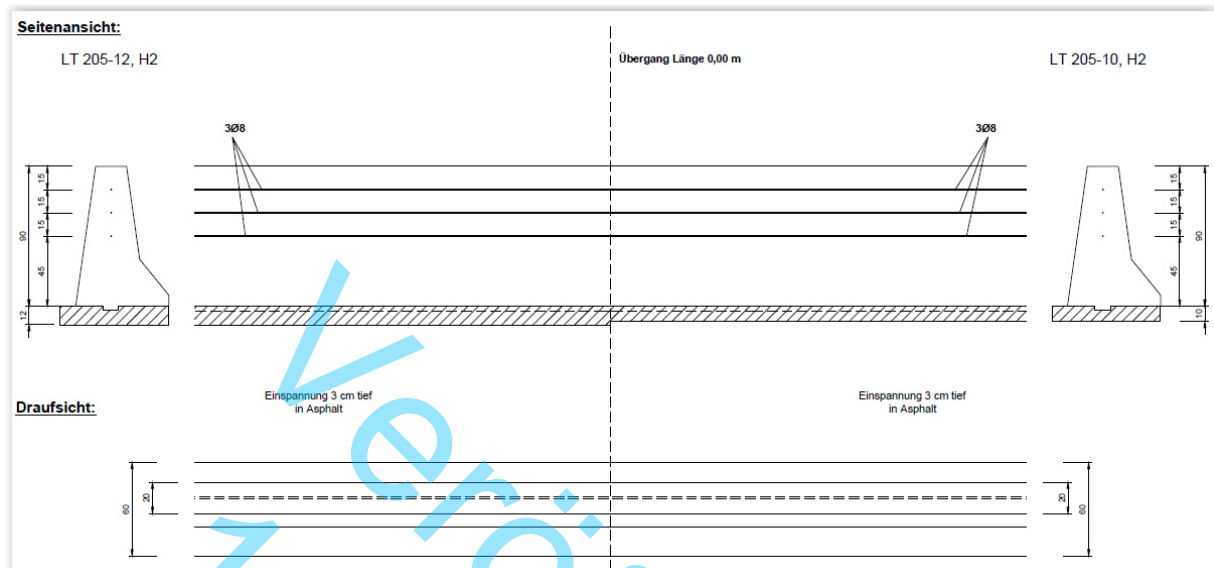 Seitenansicht:
LT 205-12, H2
Übergang Länge 0,00 m
LT 205-10, H2
3Ø8
3Ø8
90
15
15
15
45
12
15
15
15
45
90
10
Einspannung 3 cm tief
in Asphalt
Einspannung 3 cm tief
in Asphalt
Draufsicht:
60
20
20
60